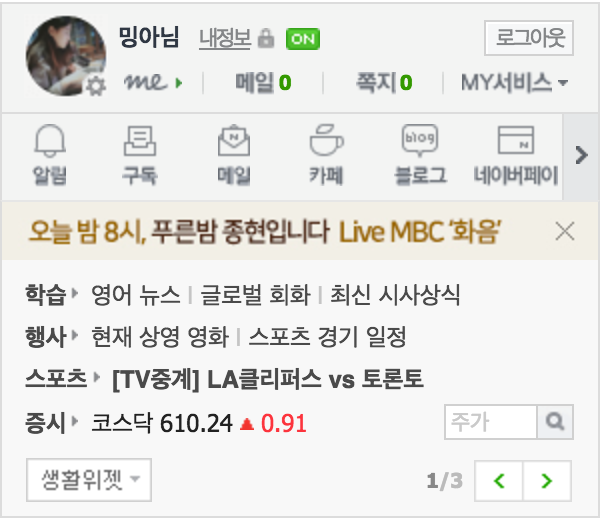 밍아님 내정보 ON 로그아웃
me 메일 0 쪽지 0 MY서비스
N blog N
알림 구독 메일 카페 블로그 네이버페이
오늘 밤 8시, 푸른밤 종현입니다 Live MBC '화음'
학습 영어 뉴스 | 글로벌 회화 | 최신 시사상식
행사 현재 상영 영화 | 스포츠 경기 일정
스포츠 [TV중계] LA클리퍼스 vs 토론토
증시 코스닥 610.24 ▲ 0.91 주가
생활위젯 1/3